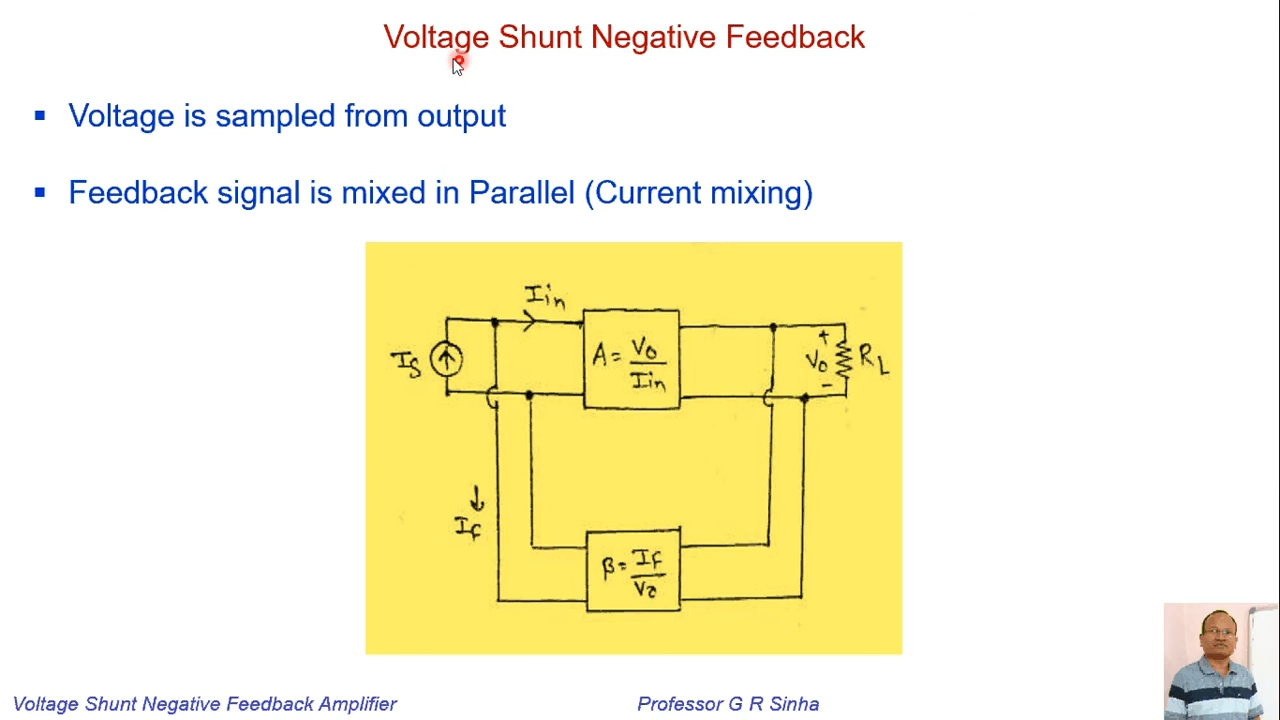 Voltage Shunt Negative Feedback
▪ Voltage is sampled from output
▪ Feedback signal is mixed in Parallel (Current mixing)
Iin
Is
A = Vo / Iin
+
Vo
-
RL
If
β = If / Vo
Voltage Shunt Negative Feedback Amplifier
Professor G R Sinha